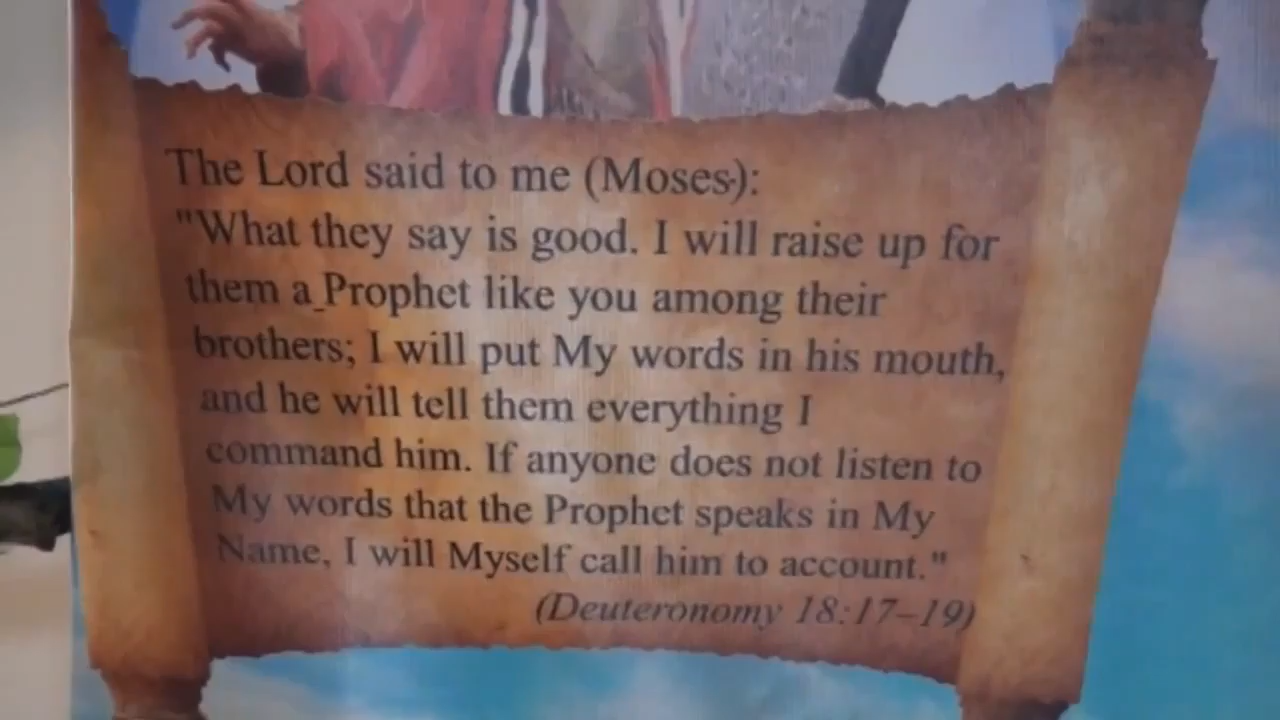 The Lord said to me (Moses-):
"What they say is good. I will raise up for
them a_Prophet like you among their
brothers; I will put My words in his mouth,
and he will tell them everything I
command him. If anyone does not listen to
My words that the Prophet speaks in My
Name, I will Myself call him to account."
(Deuteronomy 18:17–19)